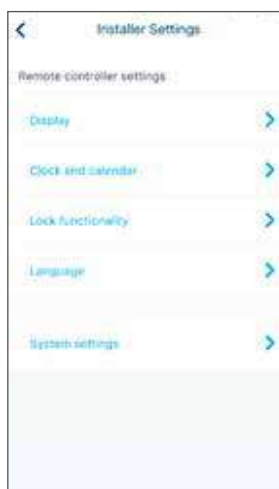 Installer Settings
Remote controller settings
Display
Clock and calendar
Lock functionality
Language
System settings